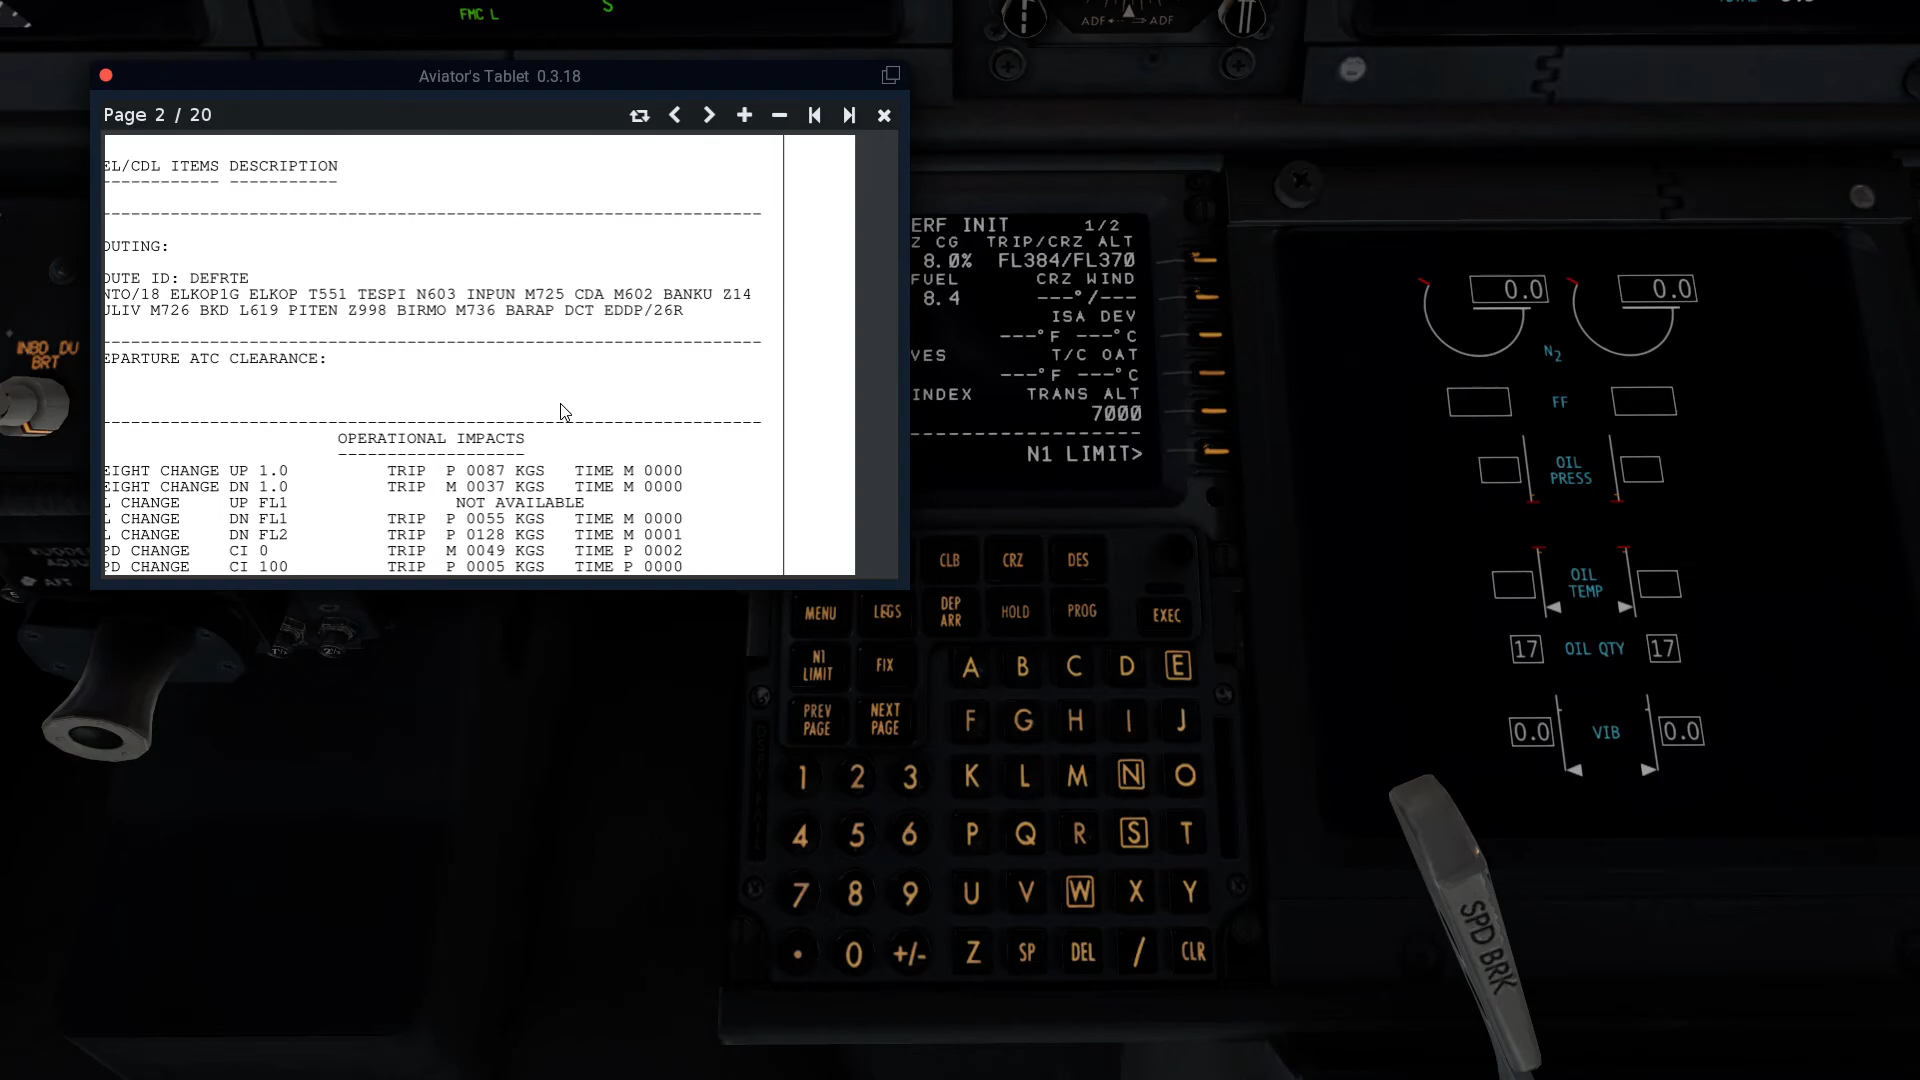 FMC L
S
ADF
ADF
Aviator's Tablet 0.3.18
Page 2 / 20
EL/CDL ITEMS DESCRIPTION
------------ -----------
OUTING:
OUTE ID: DEFRTE
NTO/18 ELKOP1G ELKOP T551 TESPI N603 INPUN M725 CDA M602 BANKU Z14
ULIV M726 BKD L619 PITEN Z998 BIRMO M736 BARAP DCT EDDP/26R
EPARTURE ATC CLEARANCE:
OPERATIONAL IMPACTS
EIGHT CHANGE UP 1.0 TRIP P 0087 KGS TIME M 0000
EIGHT CHANGE DN 1.0 TRIP M 0037 KGS TIME M 0000
L CHANGE UP FL1 NOT AVAILABLE
L CHANGE DN FL1 TRIP P 0055 KGS TIME M 0000
L CHANGE DN FL2 TRIP P 0128 KGS TIME M 0001
PD CHANGE CI 0 TRIP M 0049 KGS TIME P 0002
PD CHANGE CI 100 TRIP P 0005 KGS TIME P 0000
INBD DU
BRT
AFT
ERF INIT 1/2
Z CG TRIP/CRZ ALT
8.0% FL384/FL370
FUEL CRZ WIND
8.4 ---°/---
ISA DEV
---°F ---°C
VES T/C OAT
---°F ---°C
INDEX TRANS ALT
7000
N1 LIMIT>
CLB CRZ DES
MENU LEGS DEP ARR HOLD PROG EXEC
N1 LIMIT FIX
PREV PAGE NEXT PAGE
A B C D E
F G H I J
1 2 3 K L M N O
4 5 6 P Q R S T
7 8 9 U V W X Y
. 0 +/- Z SP DEL / CLR
0.0 0.0
N2
FF
OIL
PRESS
OIL
TEMP
17 OIL QTY 17
0.0 VIB 0.0
SPD BRK